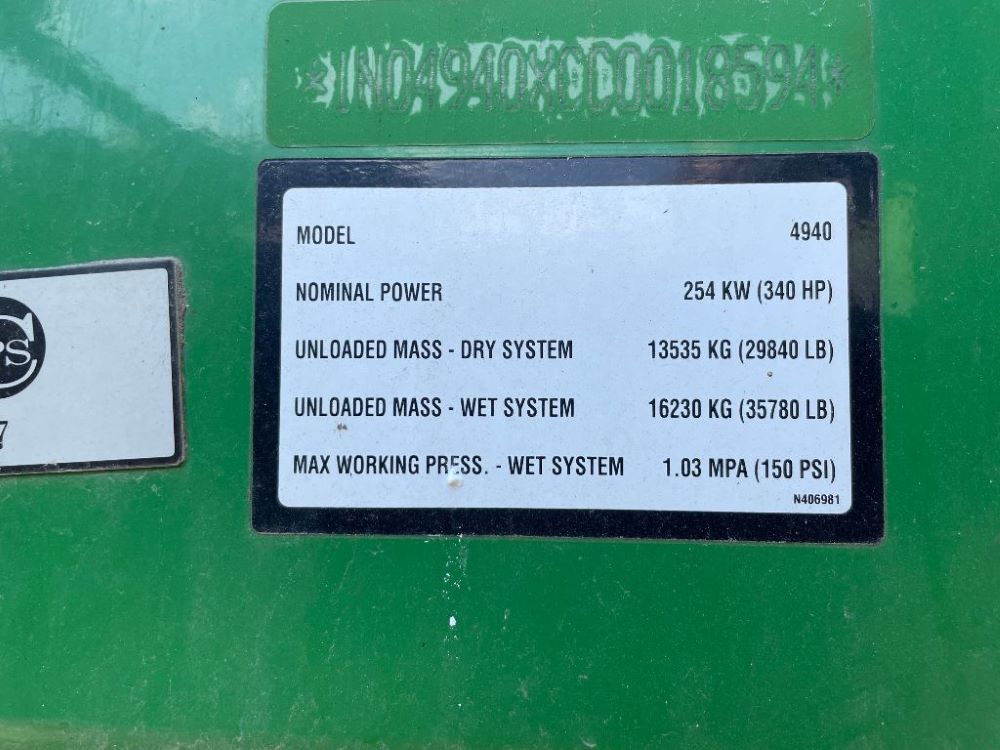 *1N04940XCC0018594*
MODEL 4940
NOMINAL POWER 254 KW (340 HP)
UNLOADED MASS - DRY SYSTEM 13535 KG (29840 LB)
UNLOADED MASS - WET SYSTEM 16230 KG (35780 LB)
MAX WORKING PRESS. - WET SYSTEM 1.03 MPA (150 PSI)
N406981